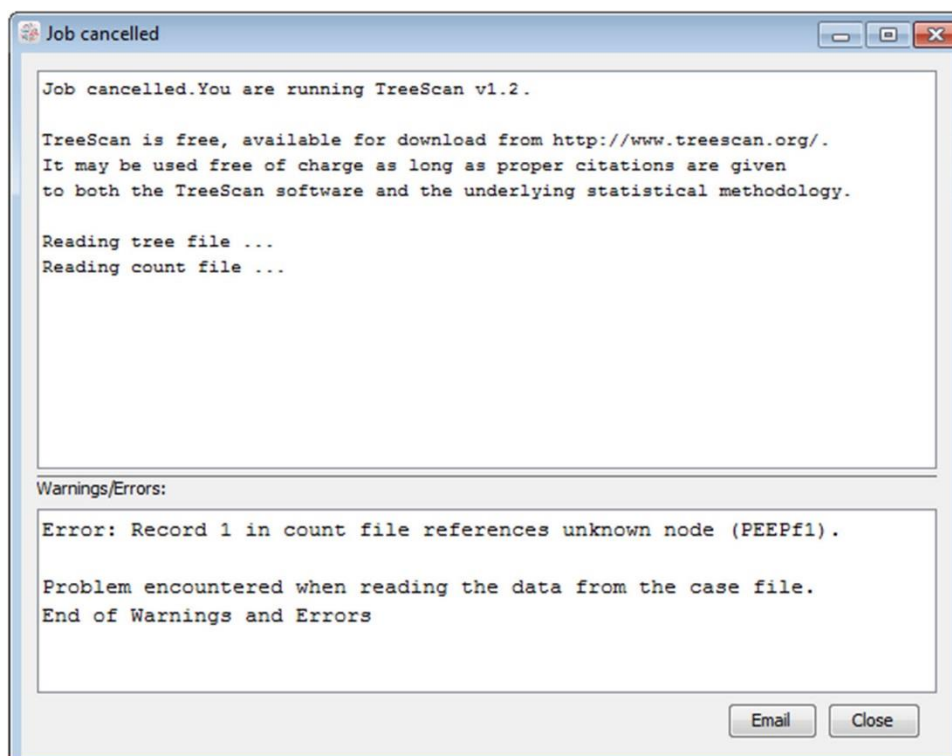 Job cancelled
Job cancelled.You are running TreeScan v1.2.
TreeScan is free, available for download from http://www.treescan.org/.
It may be used free of charge as long as proper citations are given
to both the TreeScan software and the underlying statistical methodology.
Reading tree file ...
Reading count file ...
Warnings/Errors:
Error: Record 1 in count file references unknown node (PEEPf1).
Problem encountered when reading the data from the case file.
End of Warnings and Errors
Email Close